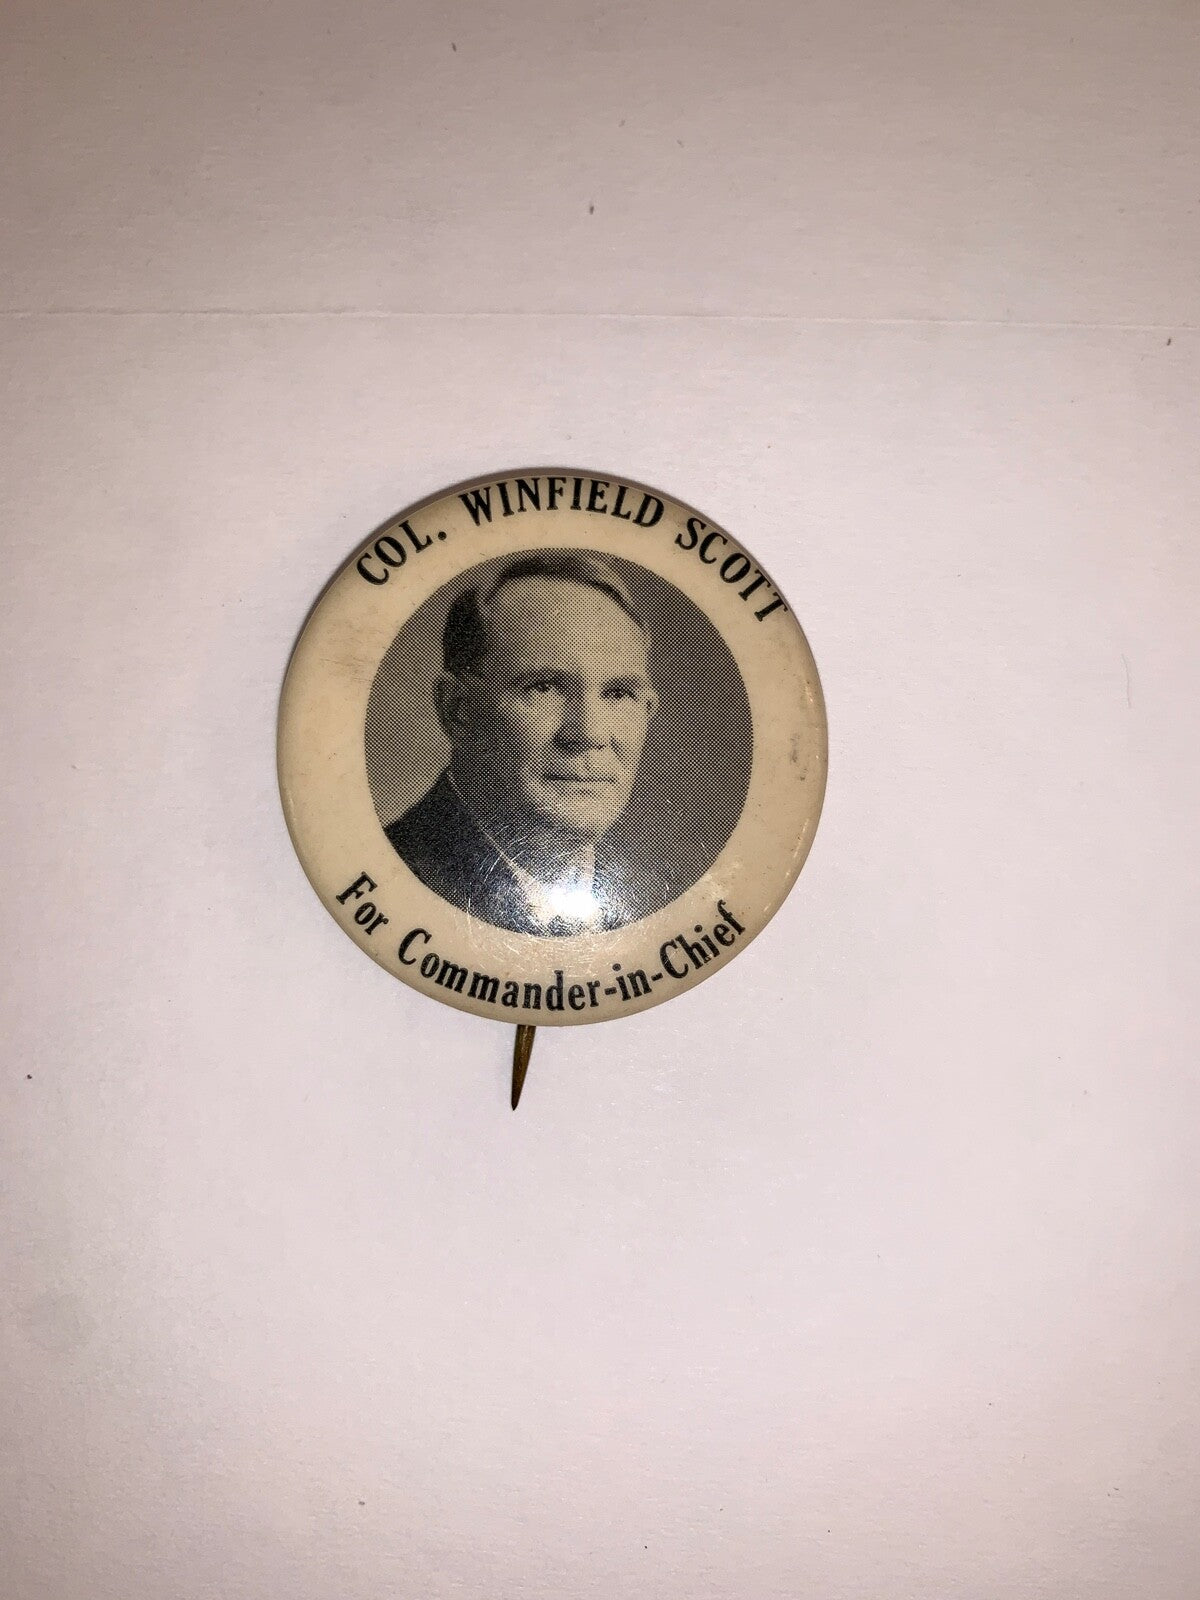 COL. WINFIELD SCOTT
For Commander-in-Chief